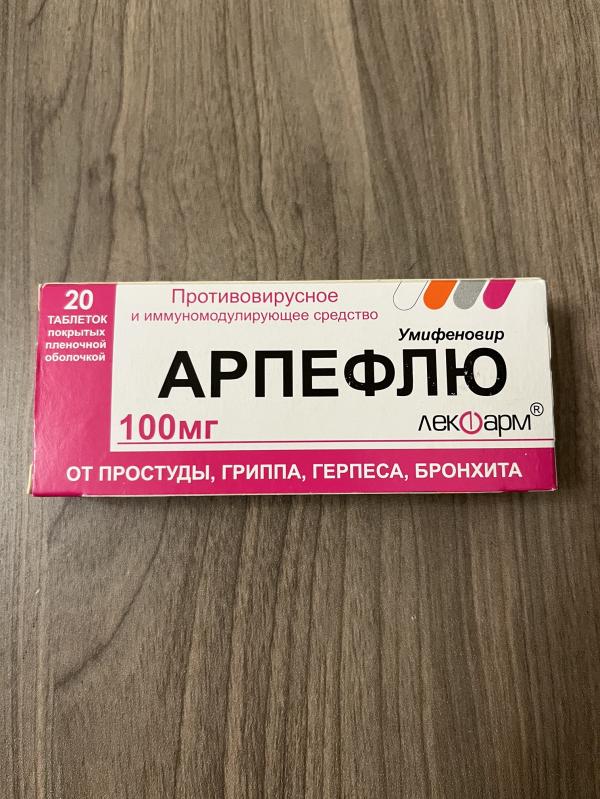 20
ТАБЛЕТОК
покрытых
пленочной
оболочкой
Противовирусное
и иммуномодулирующее средство
Умифеновир
АРПЕФЛЮ
100мг
лекФарм®
ОТ ПРОСТУДЫ, ГРИППА, ГЕРПЕСА, БРОНХИТА